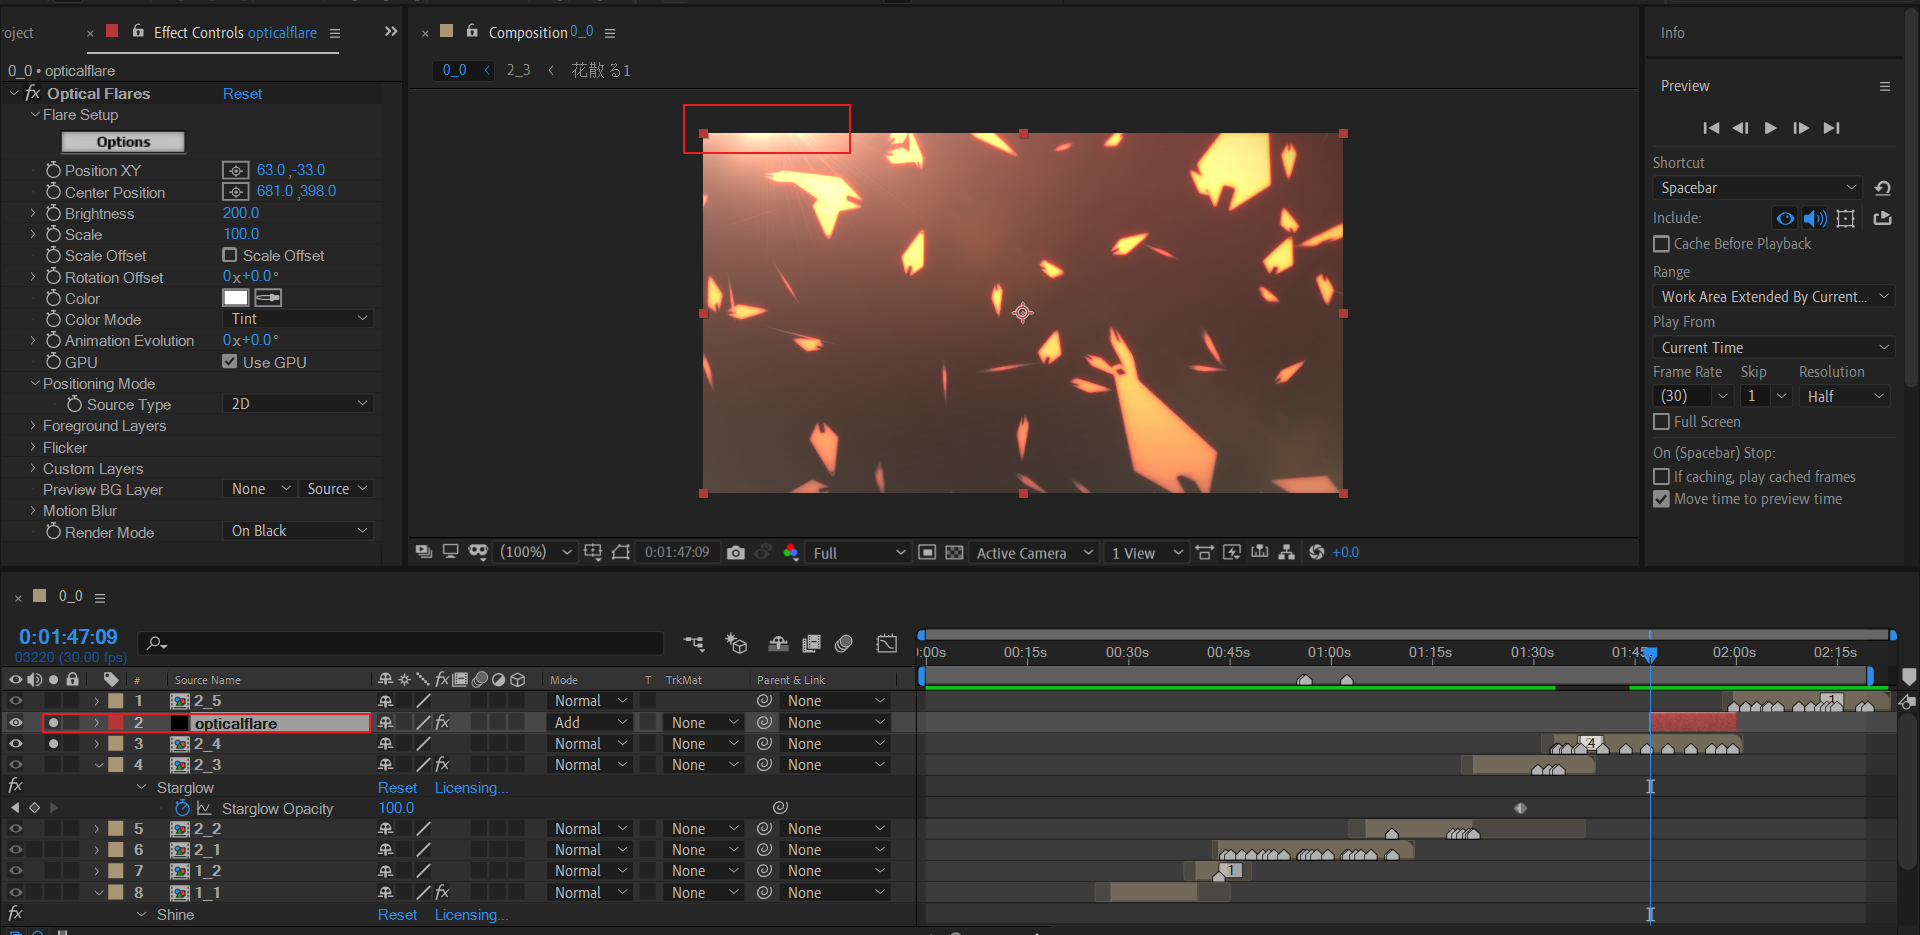 oject
× Effect Controls opticalflare
0_0 • opticalflare
fx Optical Flares Reset
Flare Setup
Options
Position XY 63.0 ,-33.0
Center Position 681.0 ,398.0
Brightness 200.0
Scale 100.0
Scale Offset Scale Offset
Rotation Offset 0x+0.0°
Color
Color Mode Tint
Animation Evolution 0x+0.0°
GPU Use GPU
Positioning Mode
Source Type 2D
Foreground Layers
Flicker
Custom Layers
Preview BG Layer None Source
Motion Blur
Render Mode On Black
× Composition 0_0
0_0 < 2_3 < 花散る1
(100%) 0:01:47:09 Full Active Camera 1 View +0.0
Info
Preview
Shortcut
Spacebar
Include:
Cache Before Playback
Range
Work Area Extended By Current...
Play From
Current Time
Frame Rate Skip Resolution
(30) 1 Half
Full Screen
On (Spacebar) Stop:
If caching, play cached frames
Move time to preview time
× 0_0
0:01:47:09
03220 (30.00 fps)
:00s 00:15s 00:30s 00:45s 01:00s 01:15s 01:30s 01:45 02:00s 02:15s
# Source Name fx Mode T TrkMat Parent & Link
1 2_5 Normal None 1
2 opticalflare fx Add None None
3 2_4 Normal None None 4
4 2_3 fx Normal None None
fx Starglow Reset Licensing...
Starglow Opacity 100.0
5 2_2 Normal None None
6 2_1 Normal None None
7 1_2 Normal None None 1
8 1_1 fx Normal None None
fx Shine Reset Licensing...